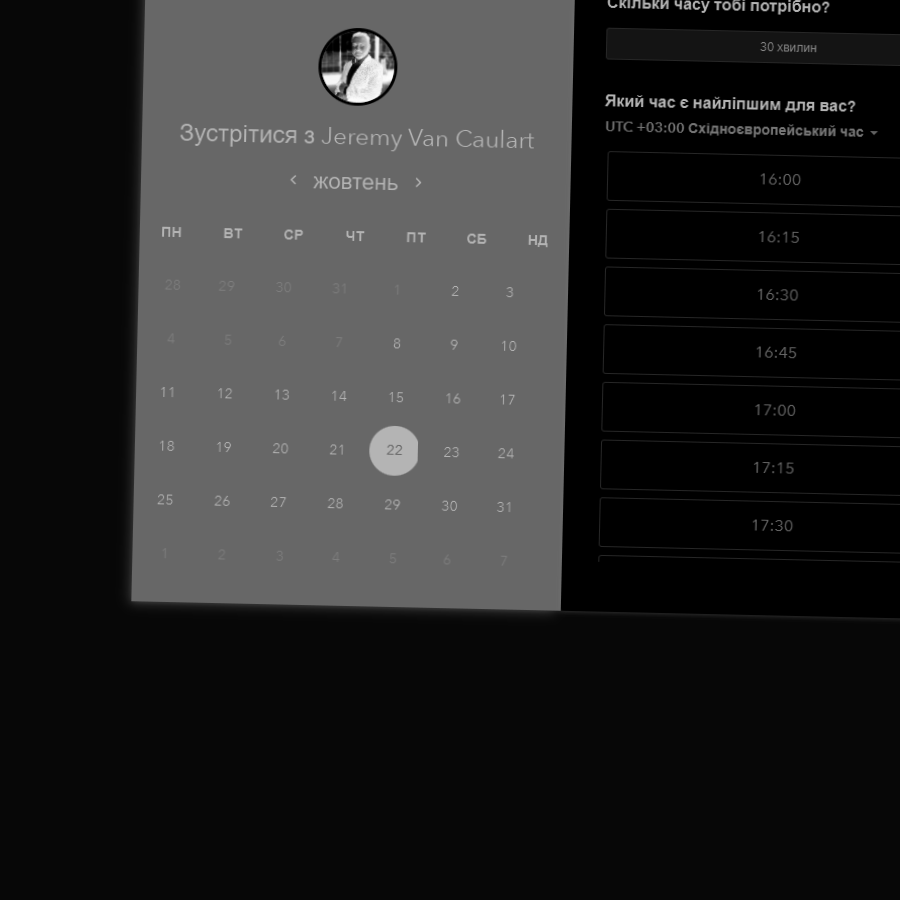 Зустрітися з Jeremy Van Caulart
жовтень
ПН ВТ СР ЧТ ПТ СБ НД
28 29 30 31 1 2 3
4 5 6 7 8 9 10
11 12 13 14 15 16 17
18 19 20 21 22 23 24
25 26 27 28 29 30 31
1 2 3 4 5 6 7
Скільки часу тобі потрібно?
30 хвилин
Який час є найліпшим для вас?
UTC +03:00 Східноєвропейський час
16:00
16:15
16:30
16:45
17:00
17:15
17:30